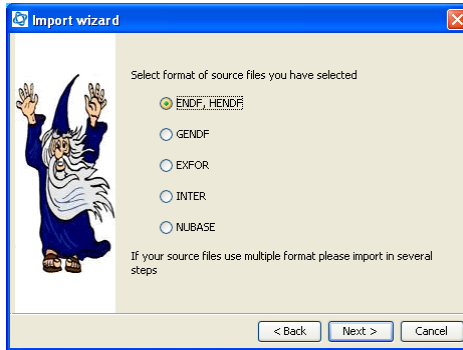 Import wizard
Select format of source files you have selected
ENDF, HENDF
GENDF
EXFOR
INTER
NUBASE
If your source files use multiple format please import in several
steps
< Back Next > Cancel